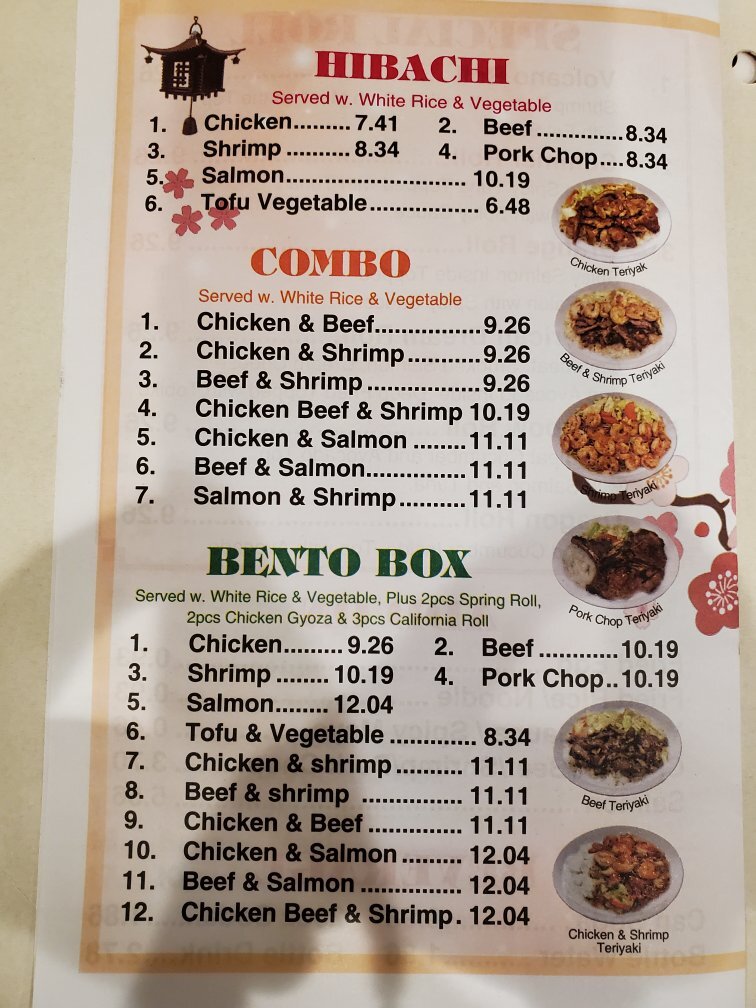 HIBACHI
Served w. White Rice & Vegetable
1. Chicken......... 7.41 2. Beef ..............8.34
3. Shrimp .......... 8.34 4. Pork Chop....8.34
5. Salmon............................ 10.19
6. Tofu Vegetable................. 6.48
Chicken Teriyak
COMBO
Served w. White Rice & Vegetable
1. Chicken & Beef................9.26
2. Chicken & Shrimp...........9.26
3. Beef & Shrimp .................9.26
4. Chicken Beef & Shrimp 10.19
5. Chicken & Salmon ........11.11
6. Beef & Salmon...............11.11
7. Salmon & Shrimp...........11.11
Beef & Shrimp Teriyaki
Shrimp Teriyaki
Pork Chop Teriyaki
BENTO BOX
Served w. White Rice & Vegetable, Plus 2pcs Spring Roll,
2pcs Chicken Gyoza & 3pcs California Roll
1. Chicken......... 9.26 2. Beef ............10.19
3. Shrimp ........ 10.19 4. Pork Chop..10.19
5. Salmon........ 12.04
6. Tofu & Vegetable ............. 8.34
7. Chicken & shrimp.......... 11.11
8. Beef & shrimp ............... 11.11
9. Chicken & Beef .............. 11.11
10. Chicken & Salmon ......... 12.04
11. Beef & Salmon ............... 12.04
12. Chicken Beef & Shrimp. 12.04
Beef Teriyaki
Chicken & Shrimp
Teriyaki